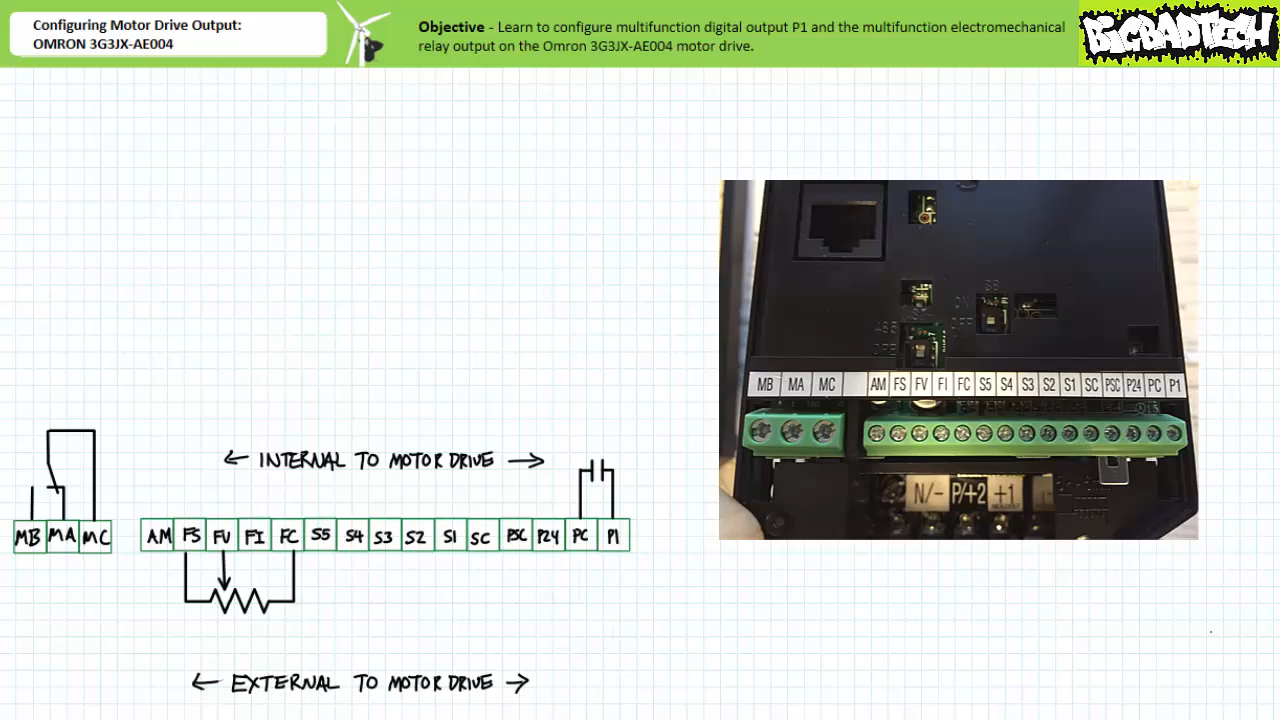 Configuring Motor Drive Output:
OMRON 3G3JX-AE004
Objective - Learn to configure multifunction digital output P1 and the multifunction electromechanical
relay output on the Omron 3G3JX-AE004 motor drive.
BIGBADTECH
MB MA MC AM FS FV FI FC S5 S4 S3 S2 S1 SC PSC P24 PC P1
N/- P/+2 +1
← INTERNAL TO MOTOR DRIVE →
MB MA MC AM FS FV FI FC S5 S4 S3 S2 S1 SC PSC P24 PC P1
← EXTERNAL TO MOTOR DRIVE →